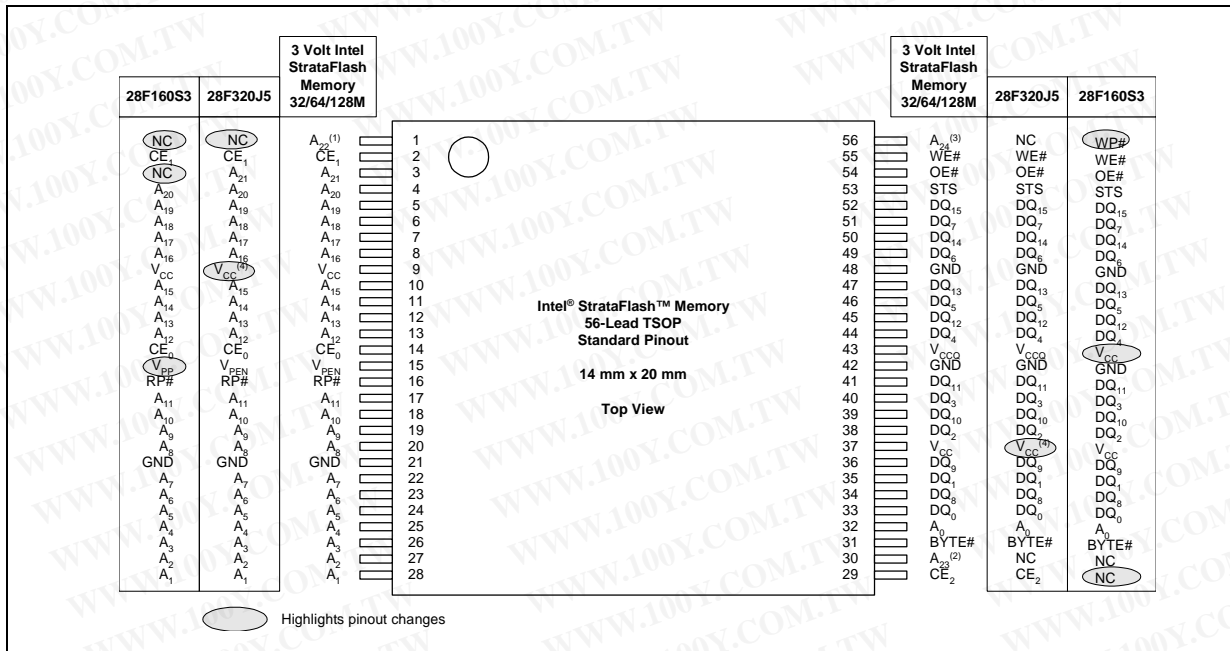 3 Volt Intel
StrataFlash
Memory
32/64/128M
28F160S3 28F320J5
3 Volt Intel
StrataFlash
Memory
32/64/128M
28F320J5 28F160S3
NC NC A22(1) 1 56 A24(3) NC WP#
CE1 CE1 CE1 2 55 WE# WE# WE#
NC A21 A21 3 54 OE# OE# OE#
A20 A20 A20 4 53 STS STS STS
A19 A19 A19 5 52 DQ15 DQ15 DQ15
A18 A18 A18 6 51 DQ7 DQ7 DQ7
A17 A17 A17 7 50 DQ14 DQ14 DQ14
A16 A16 A16 8 49 DQ6 DQ6 DQ6
VCC VCC(4) VCC 9 48 GND GND GND
A15 A15 A15 10 47 DQ13 DQ13 DQ13
A14 A14 A14 11 46 DQ5 DQ5 DQ5
A13 A13 A13 12 45 DQ12 DQ12 DQ12
A12 A12 A12 13 44 DQ4 DQ4 DQ4
CE0 CE0 CE0 14 43 VCCQ VCCQ VCC
VPP VPEN VPEN 15 42 GND GND GND
RP# RP# RP# 16 41 DQ11 DQ11 DQ11
A11 A11 A11 17 40 DQ3 DQ3 DQ3
A10 A10 A10 18 39 DQ10 DQ10 DQ10
A9 A9 A9 19 38 DQ2 DQ2 DQ2
A8 A8 A8 20 37 VCC VCC(4) VCC
GND GND GND 21 36 DQ9 DQ9 DQ9
A7 A7 A7 22 35 DQ1 DQ1 DQ1
A6 A6 A6 23 34 DQ8 DQ8 DQ8
A5 A5 A5 24 33 DQ0 DQ0 DQ0
A4 A4 A4 25 32 A0 A0 A0
A3 A3 A3 26 31 BYTE# BYTE# BYTE#
A2 A2 A2 27 30 A23(2) NC NC
A1 A1 A1 28 29 CE2 CE2 NC
Intel® StrataFlash™ Memory
56-Lead TSOP
Standard Pinout
14 mm x 20 mm
Top View
Highlights pinout changes
WWW.100Y.COM.TW